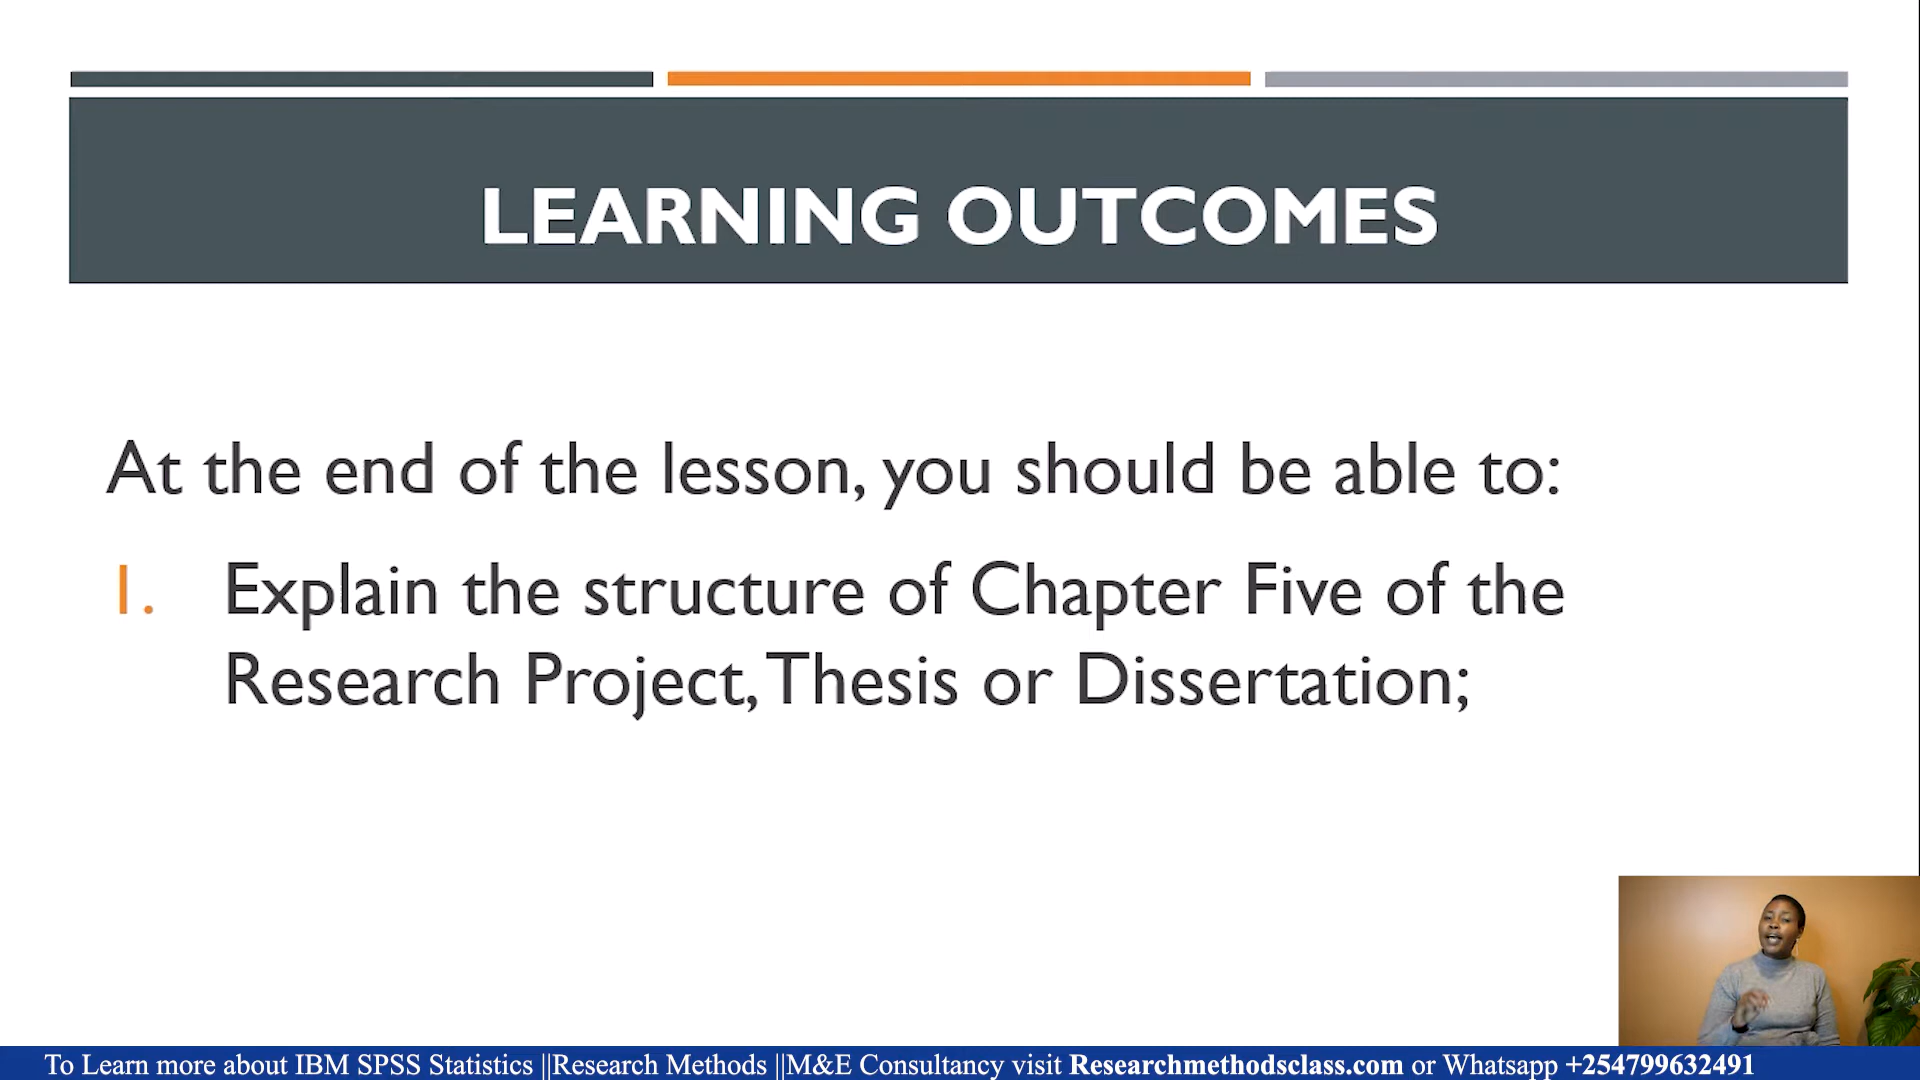 LEARNING OUTCOMES
At the end of the lesson, you should be able to:
1. Explain the structure of Chapter Five of the
Research Project, Thesis or Dissertation;
To Learn more about IBM SPSS Statistics ||Research Methods ||M&E Consultancy visit Researchmethodsclass.com or Whatsapp +254799632491